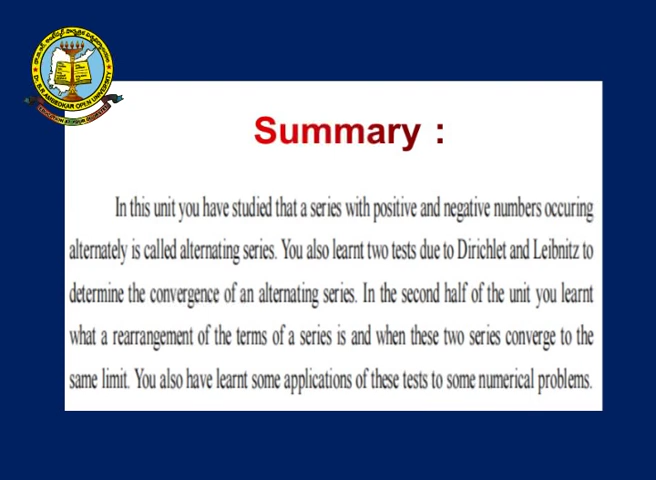 Dr. B.R. AMBEDKAR OPEN UNIVERSITY
Summary :
In this unit you have studied that a series with positive and negative numbers occuring
alternately is called alternating series. You also learnt two tests due to Dirichlet and Leibnitz to
determine the convergence of an alternating series. In the second half of the unit you learnt
what a rearrangement of the terms of a series is and when these two series converge to the
same limit. You also have learnt some applications of these tests to some numerical problems.